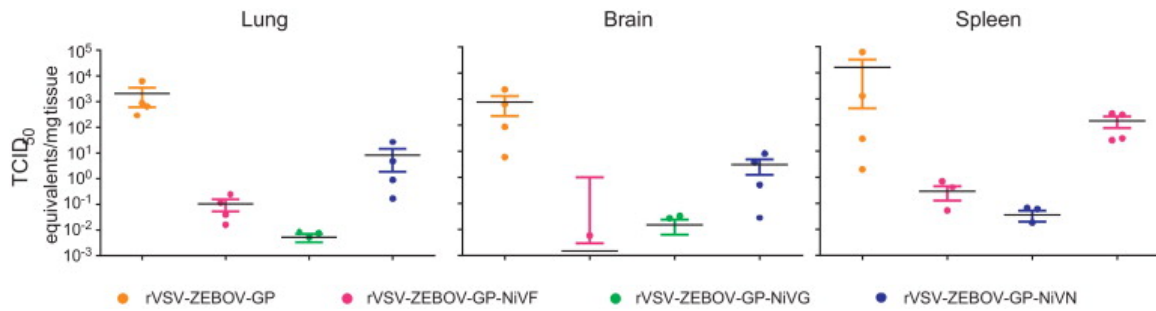 Lung Brain Spleen
10^5
10^4
10^3
10^2
10^1
10^0
10^-1
10^-2
10^-3
TCID50
equivalents/mg tissue
rVSV-ZEBOV-GP rVSV-ZEBOV-GP-NiVF rVSV-ZEBOV-GP-NiVG rVSV-ZEBOV-GP-NiVN